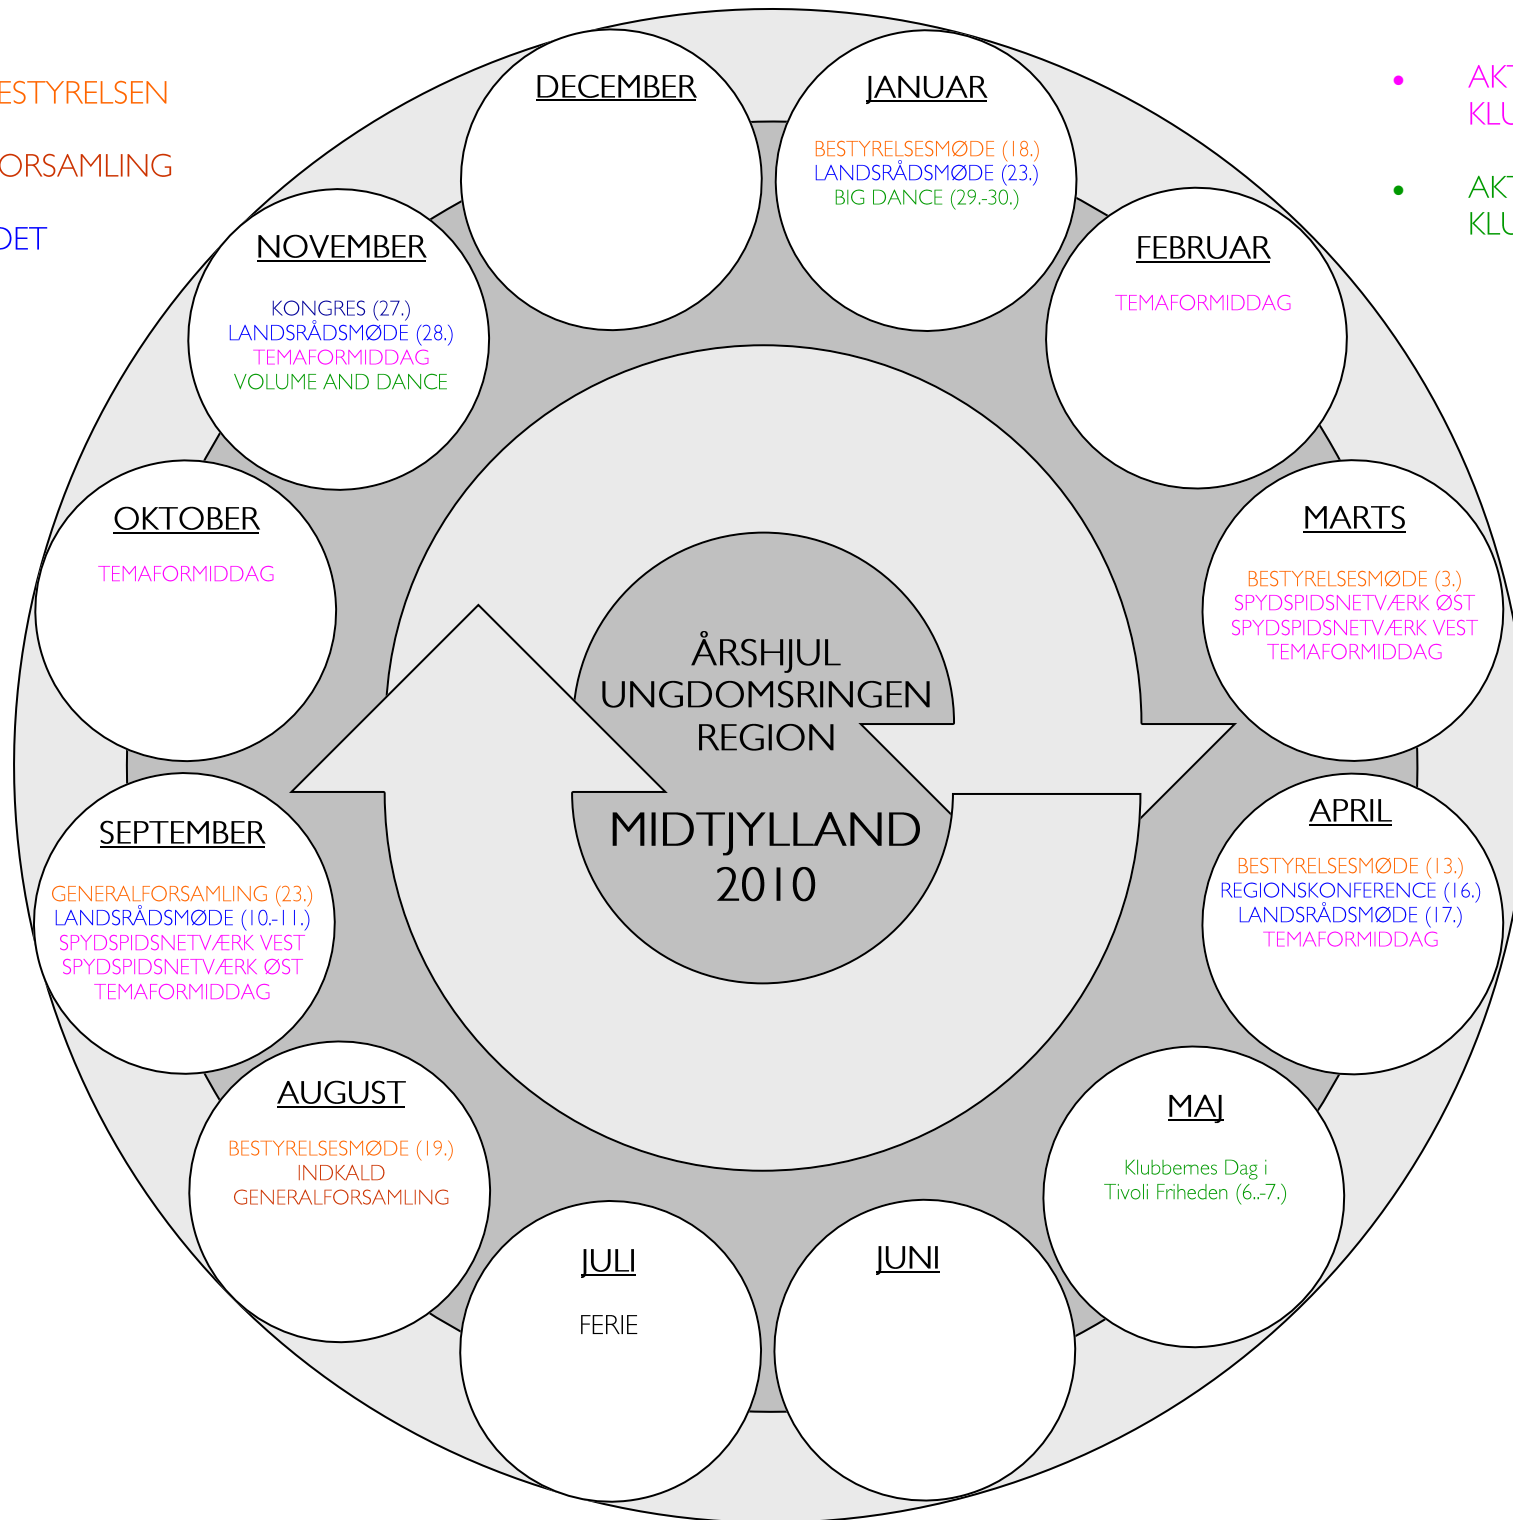 ESTYRELSEN
ORSAMLING
DET
AKT
KLU
AKT
KLU
DECEMBER
JANUAR
BESTYRELSESMØDE (18.)
LANDSRÅDSMØDE (23.)
BIG DANCE (29.-30.)
FEBRUAR
TEMAFORMIDDAG
MARTS
BESTYRELSESMØDE (3.)
SPYDSPIDSNETVÆRK ØST
SPYDSPIDSNETVÆRK VEST
TEMAFORMIDDAG
APRIL
BESTYRELSESMØDE (13.)
REGIONSKONFERENCE (16.)
LANDSRÅDSMØDE (17.)
TEMAFORMIDDAG
MAJ
Klubbernes Dag i
Tivoli Friheden (6..-7.)
JUNI
JULI
FERIE
AUGUST
BESTYRELSESMØDE (19.)
INDKALD
GENERALFORSAMLING
SEPTEMBER
GENERALFORSAMLING (23.)
LANDSRÅDSMØDE (10.-11.)
SPYDSPIDSNETVÆRK VEST
SPYDSPIDSNETVÆRK ØST
TEMAFORMIDDAG
OKTOBER
TEMAFORMIDDAG
NOVEMBER
KONGRES (27.)
LANDSRÅDSMØDE (28.)
TEMAFORMIDDAG
VOLUME AND DANCE
ÅRSHJUL
UNGDOMSRINGEN
REGION
MIDTJYLLAND
2010